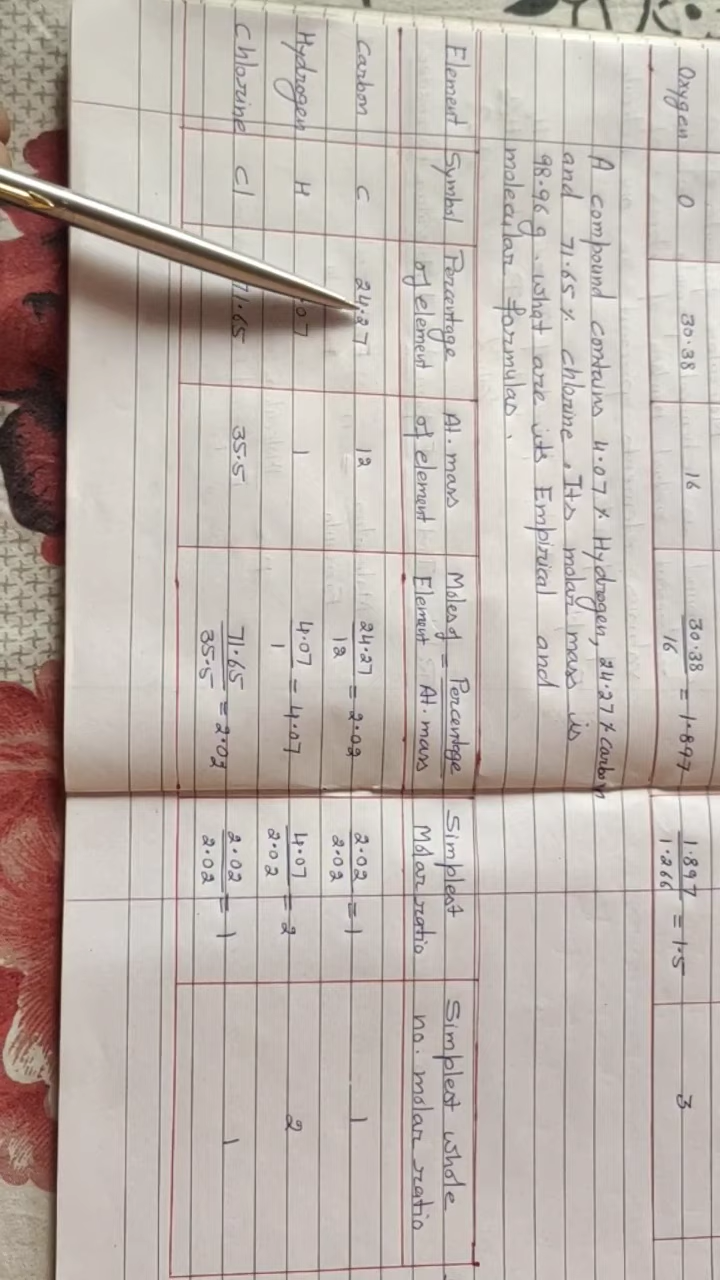 Oxygen O 30.38 16 30.38/16 = 1.897 1.897/1.266 = 1.5 3
A compound contains 4.07 % Hydrogen, 24.27 % carbon
and 71.65 % chlorine. Its molar mass is
98.96 g. what are its Empirical and
molecular formulas.
Element Symbol Percentage of element At. mass of element Moles of Element = Percentage/At. mass Simplest Molar ratio Simplest whole no. molar ratio
Carbon C 24.27 12 24.27/12 = 2.02 2.02/2.02 = 1 1
Hydrogen H .07 1 4.07/1 = 4.07 4.07/2.02 = 2 2
Chlorine Cl 71.65 35.5 71.65/35.5 = 2.02 2.02/2.02 = 1 1